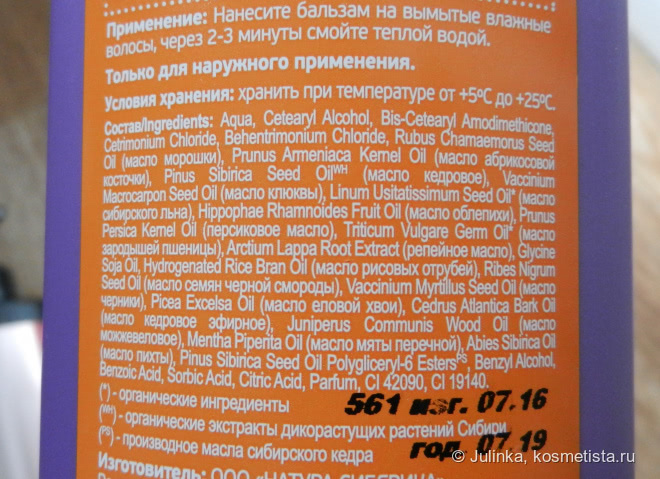 Применение: Нанесите бальзам на вымытые влажные
волосы, через 2-3 минуты смойте теплой водой.
Только для наружного применения.
Условия хранения: хранить при температуре от +5ºС до +25ºС.
Состав/Ingredients: Aqua, Cetearyl Alcohol, Bis-Cetearyl Amodimethicone,
Cetrimonium Chloride, Behentrimonium Chloride, Rubus Chamaemorus Seed
Oil (масло морошки), Prunus Armeniaca Kernel Oil (масло абрикосовой
косточки), Pinus Sibirica Seed Oilᵂᴴ (масло кедровое), Vaccinium
Macrocarpon Seed Oil (масло клюквы), Linum Usitatissimum Seed Oil* (масло
сибирского льна), Hippophae Rhamnoides Fruit Oil (масло облепихи), Prunus
Persica Kernel Oil (персиковое масло), Triticum Vulgare Germ Oil* (масло
зародышей пшеницы), Arctium Lappa Root Extract (репейное масло), Glycine
Soja Oil, Hydrogenated Rice Bran Oil (масло рисовых отрубей), Ribes Nigrum
Seed Oil (масло семян черной смороды), Vaccinium Myrtillus Seed Oil (масло
черники), Picea Excelsa Oil (масло еловой хвои), Cedrus Atlantica Bark Oil
(масло кедровое эфирное), Juniperus Communis Wood Oil (масло
можжевеловое), Mentha Piperita Oil (масло мяты перечной), Abies Sibirica Oil
(масло пихты), Pinus Sibirica Seed Oil Polyglyceryl-6 Estersᴾˢ, Benzyl Alcohol,
Benzoic Acid, Sorbic Acid, Citric Acid, Parfum, CI 42090, CI 19140.
(*) - органические ингредиенты
561 изг. 07.16
(ᵂᴴ) - органические экстракты дикорастущих растений Сибири
(ᴾˢ) - производное масла сибирского кедра
год 07.19
Изготовитель: ООО «НАТУРА СИБЕРИКА»
© Julinka, kosmetista.ru